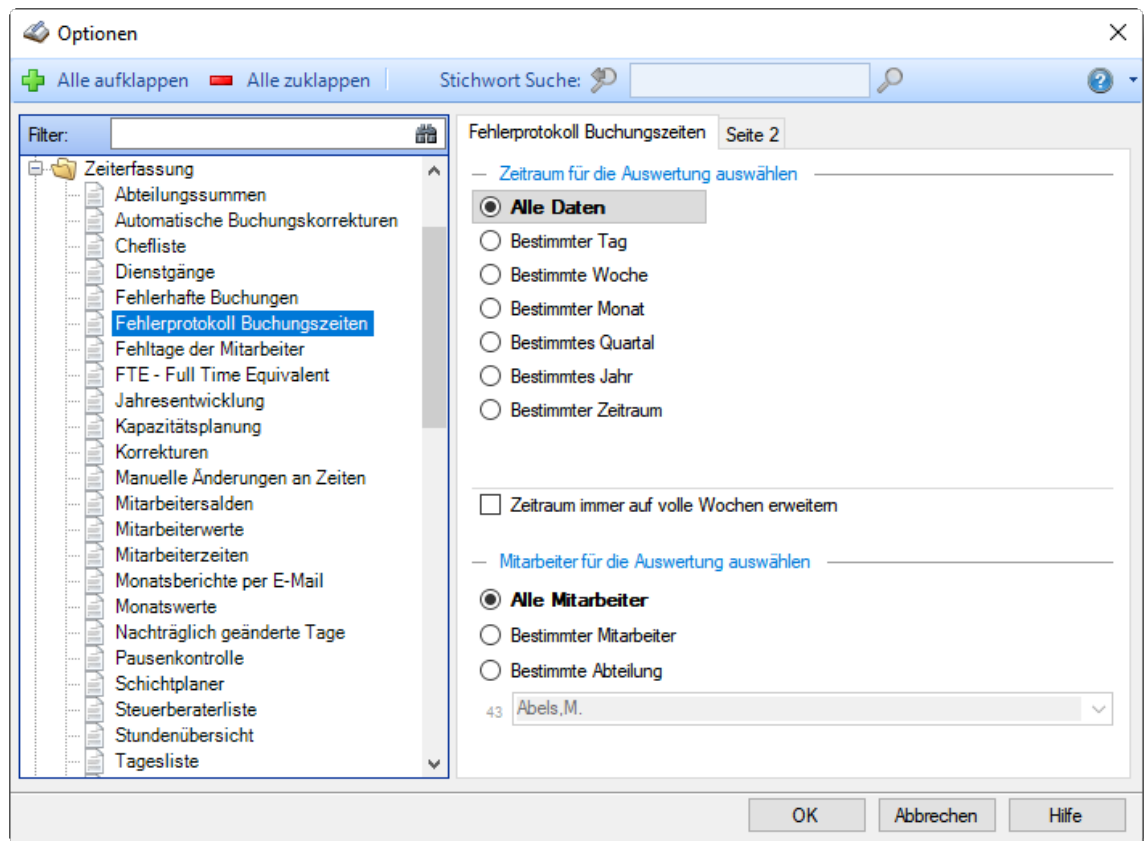 Optionen
Alle aufklappen Alle zuklappen Stichwort Suche:
Filter:
Zeiterfassung
Abteilungssummen
Automatische Buchungskorrekturen
Chefliste
Dienstgänge
Fehlerhafte Buchungen
Fehlerprotokoll Buchungszeiten
Fehltage der Mitarbeiter
FTE - Full Time Equivalent
Jahresentwicklung
Kapazitätsplanung
Korrekturen
Manuelle Änderungen an Zeiten
Mitarbeitersalden
Mitarbeiterwerte
Mitarbeiterzeiten
Monatsberichte per E-Mail
Monatswerte
Nachträglich geänderte Tage
Pausenkontrolle
Schichtplaner
Steuerberaterliste
Stundenübersicht
Tagesliste
Fehlerprotokoll Buchungszeiten Seite 2
Zeitraum für die Auswertung auswählen
Alle Daten
Bestimmter Tag
Bestimmte Woche
Bestimmter Monat
Bestimmtes Quartal
Bestimmtes Jahr
Bestimmter Zeitraum
Zeitraum immer auf volle Wochen erweitern
Mitarbeiter für die Auswertung auswählen
Alle Mitarbeiter
Bestimmter Mitarbeiter
Bestimmte Abteilung
43 Abels,M.
OK Abbrechen Hilfe